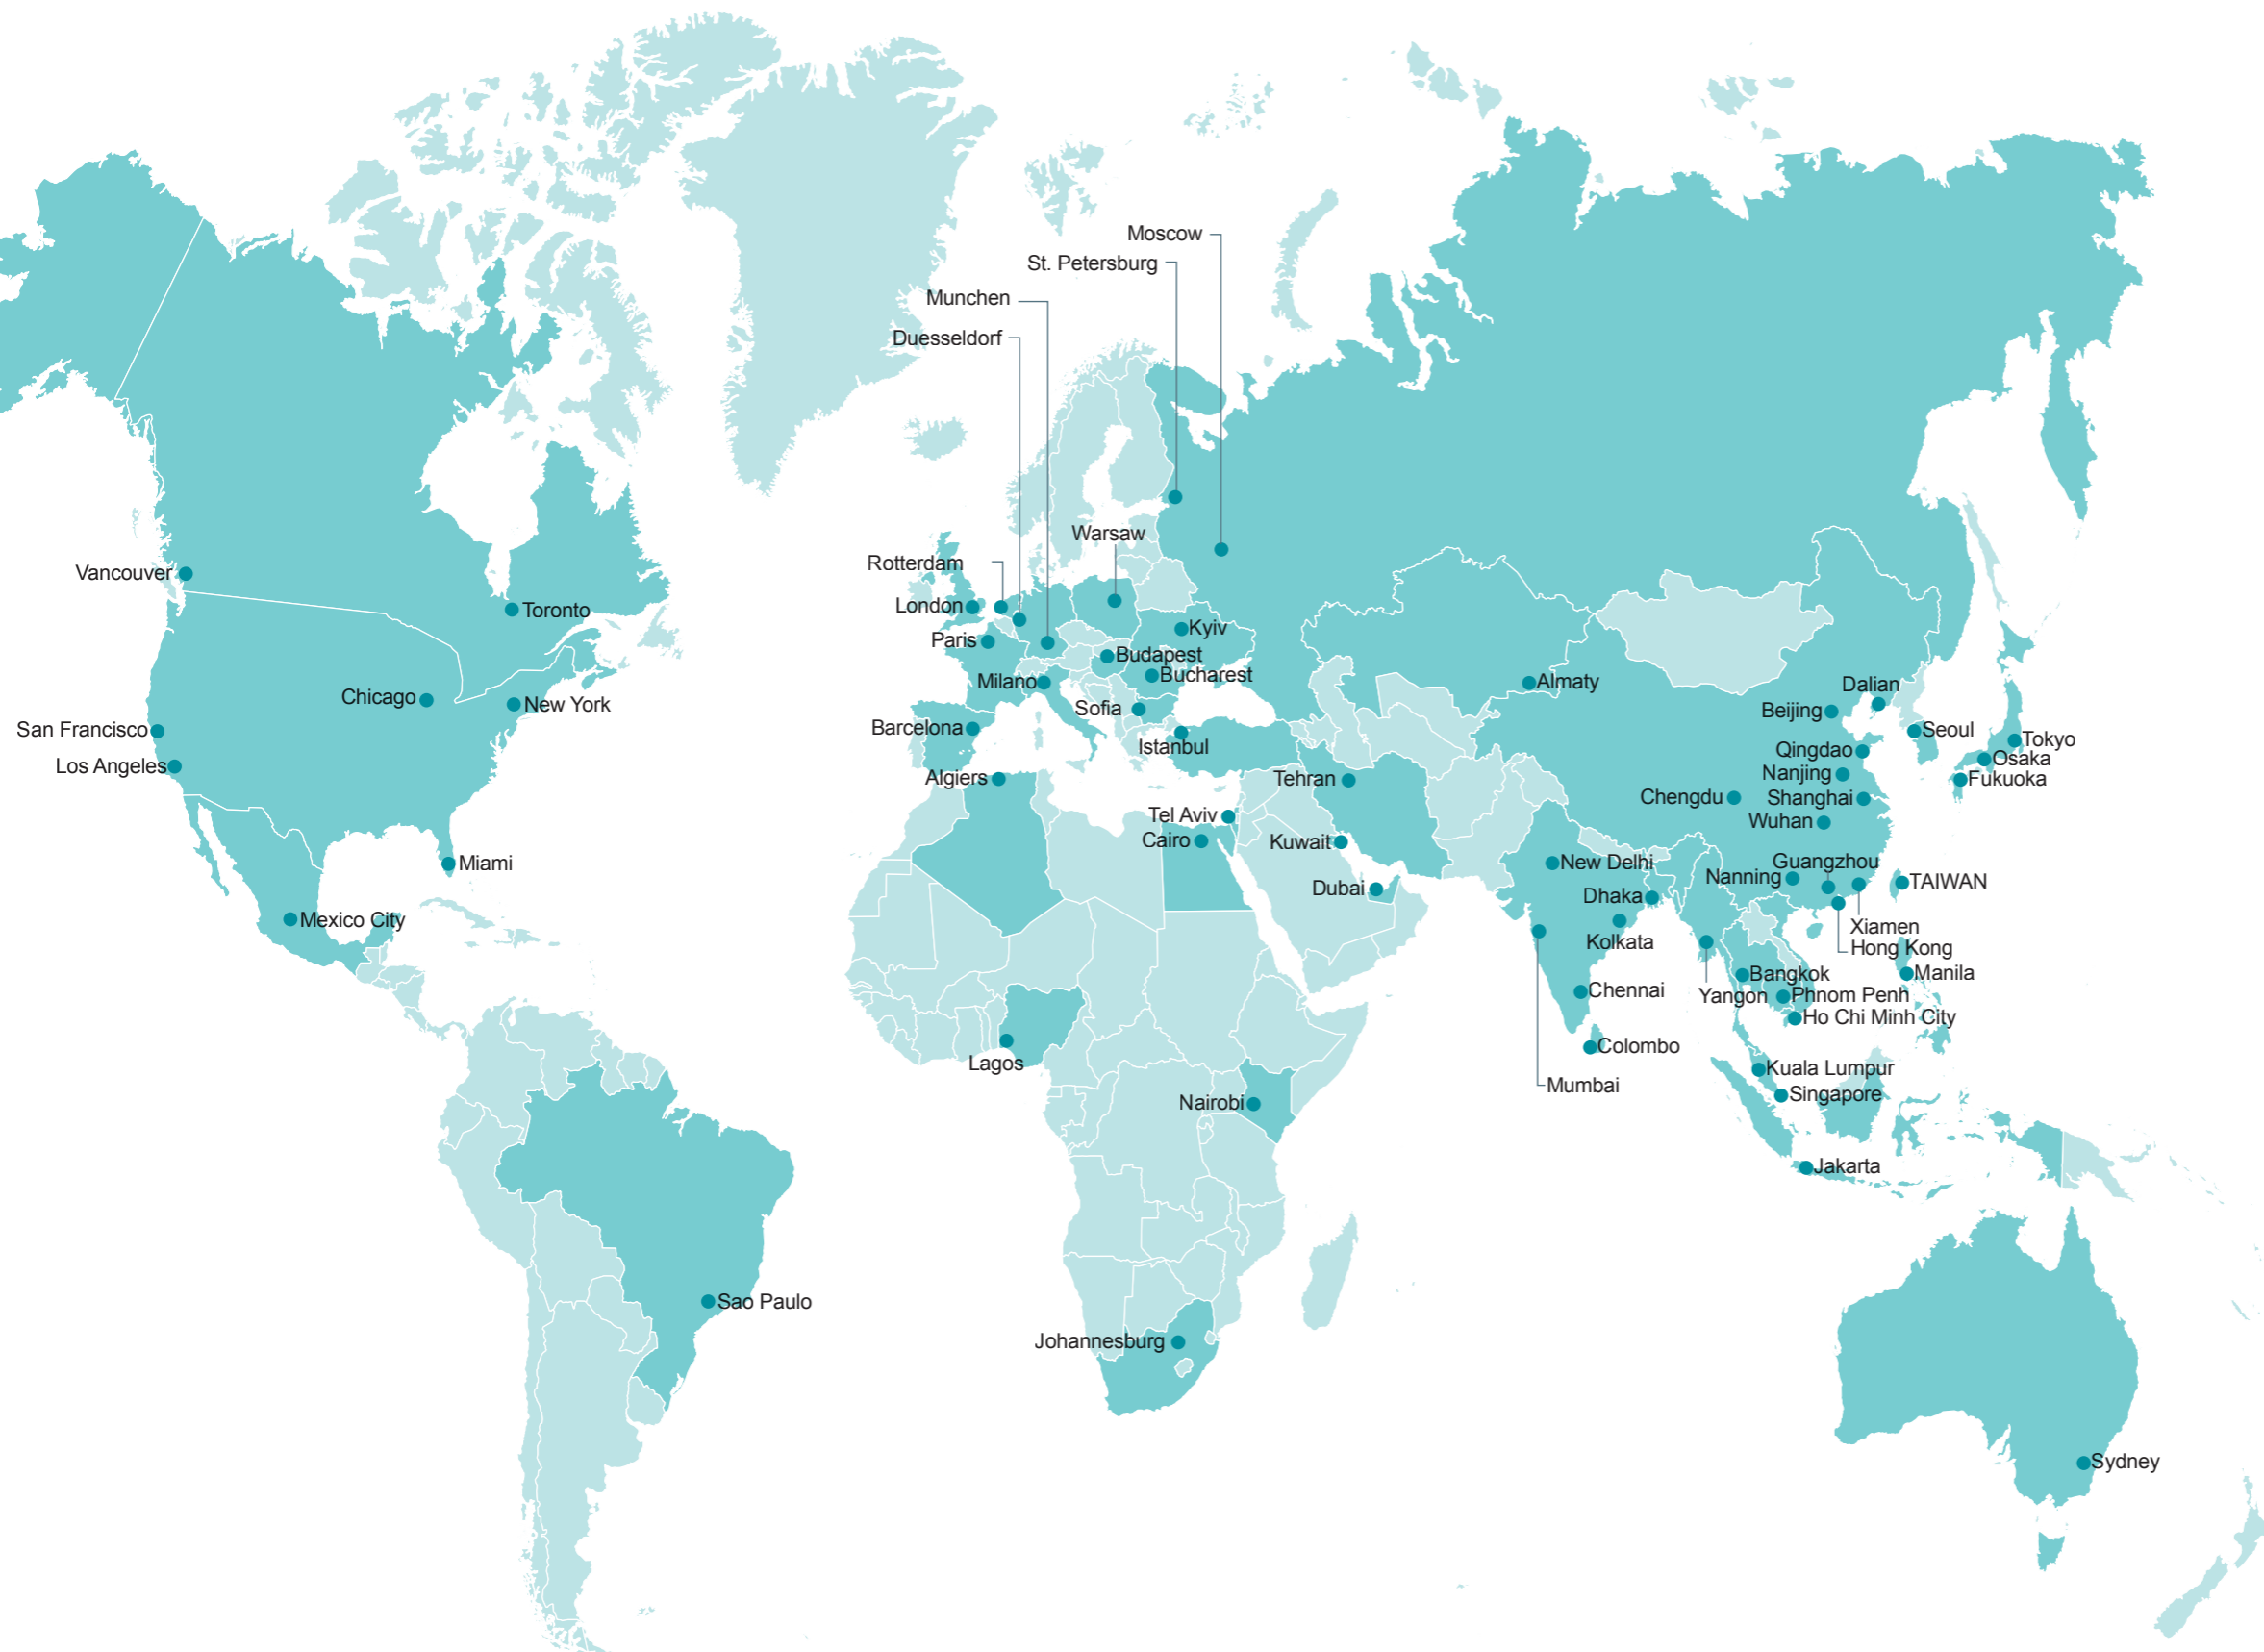 Moscow
St. Petersburg
Munchen
Duesseldorf
Warsaw
Rotterdam
Vancouver
London
Toronto
Kyiv
Paris
Budapest
Bucharest
Milano
Almaty
Dalian
Chicago
New York
Sofia
Beijing
Barcelona
San Francisco
Seoul
Istanbul
Tokyo
Qingdao
Osaka
Los Angeles
Algiers
Tehran
Nanjing
Fukuoka
Chengdu
Shanghai
Tel Aviv
Wuhan
Cairo
Kuwait
Miami
New Delhi
Guangzhou
Nanning
TAIWAN
Dubai
Dhaka
Mexico City
Xiamen
Kolkata
Hong Kong
Bangkok
Manila
Chennai
Yangon
Phnom Penh
Ho Chi Minh City
Colombo
Lagos
Kuala Lumpur
Mumbai
Singapore
Nairobi
Jakarta
Sao Paulo
Johannesburg
Sydney